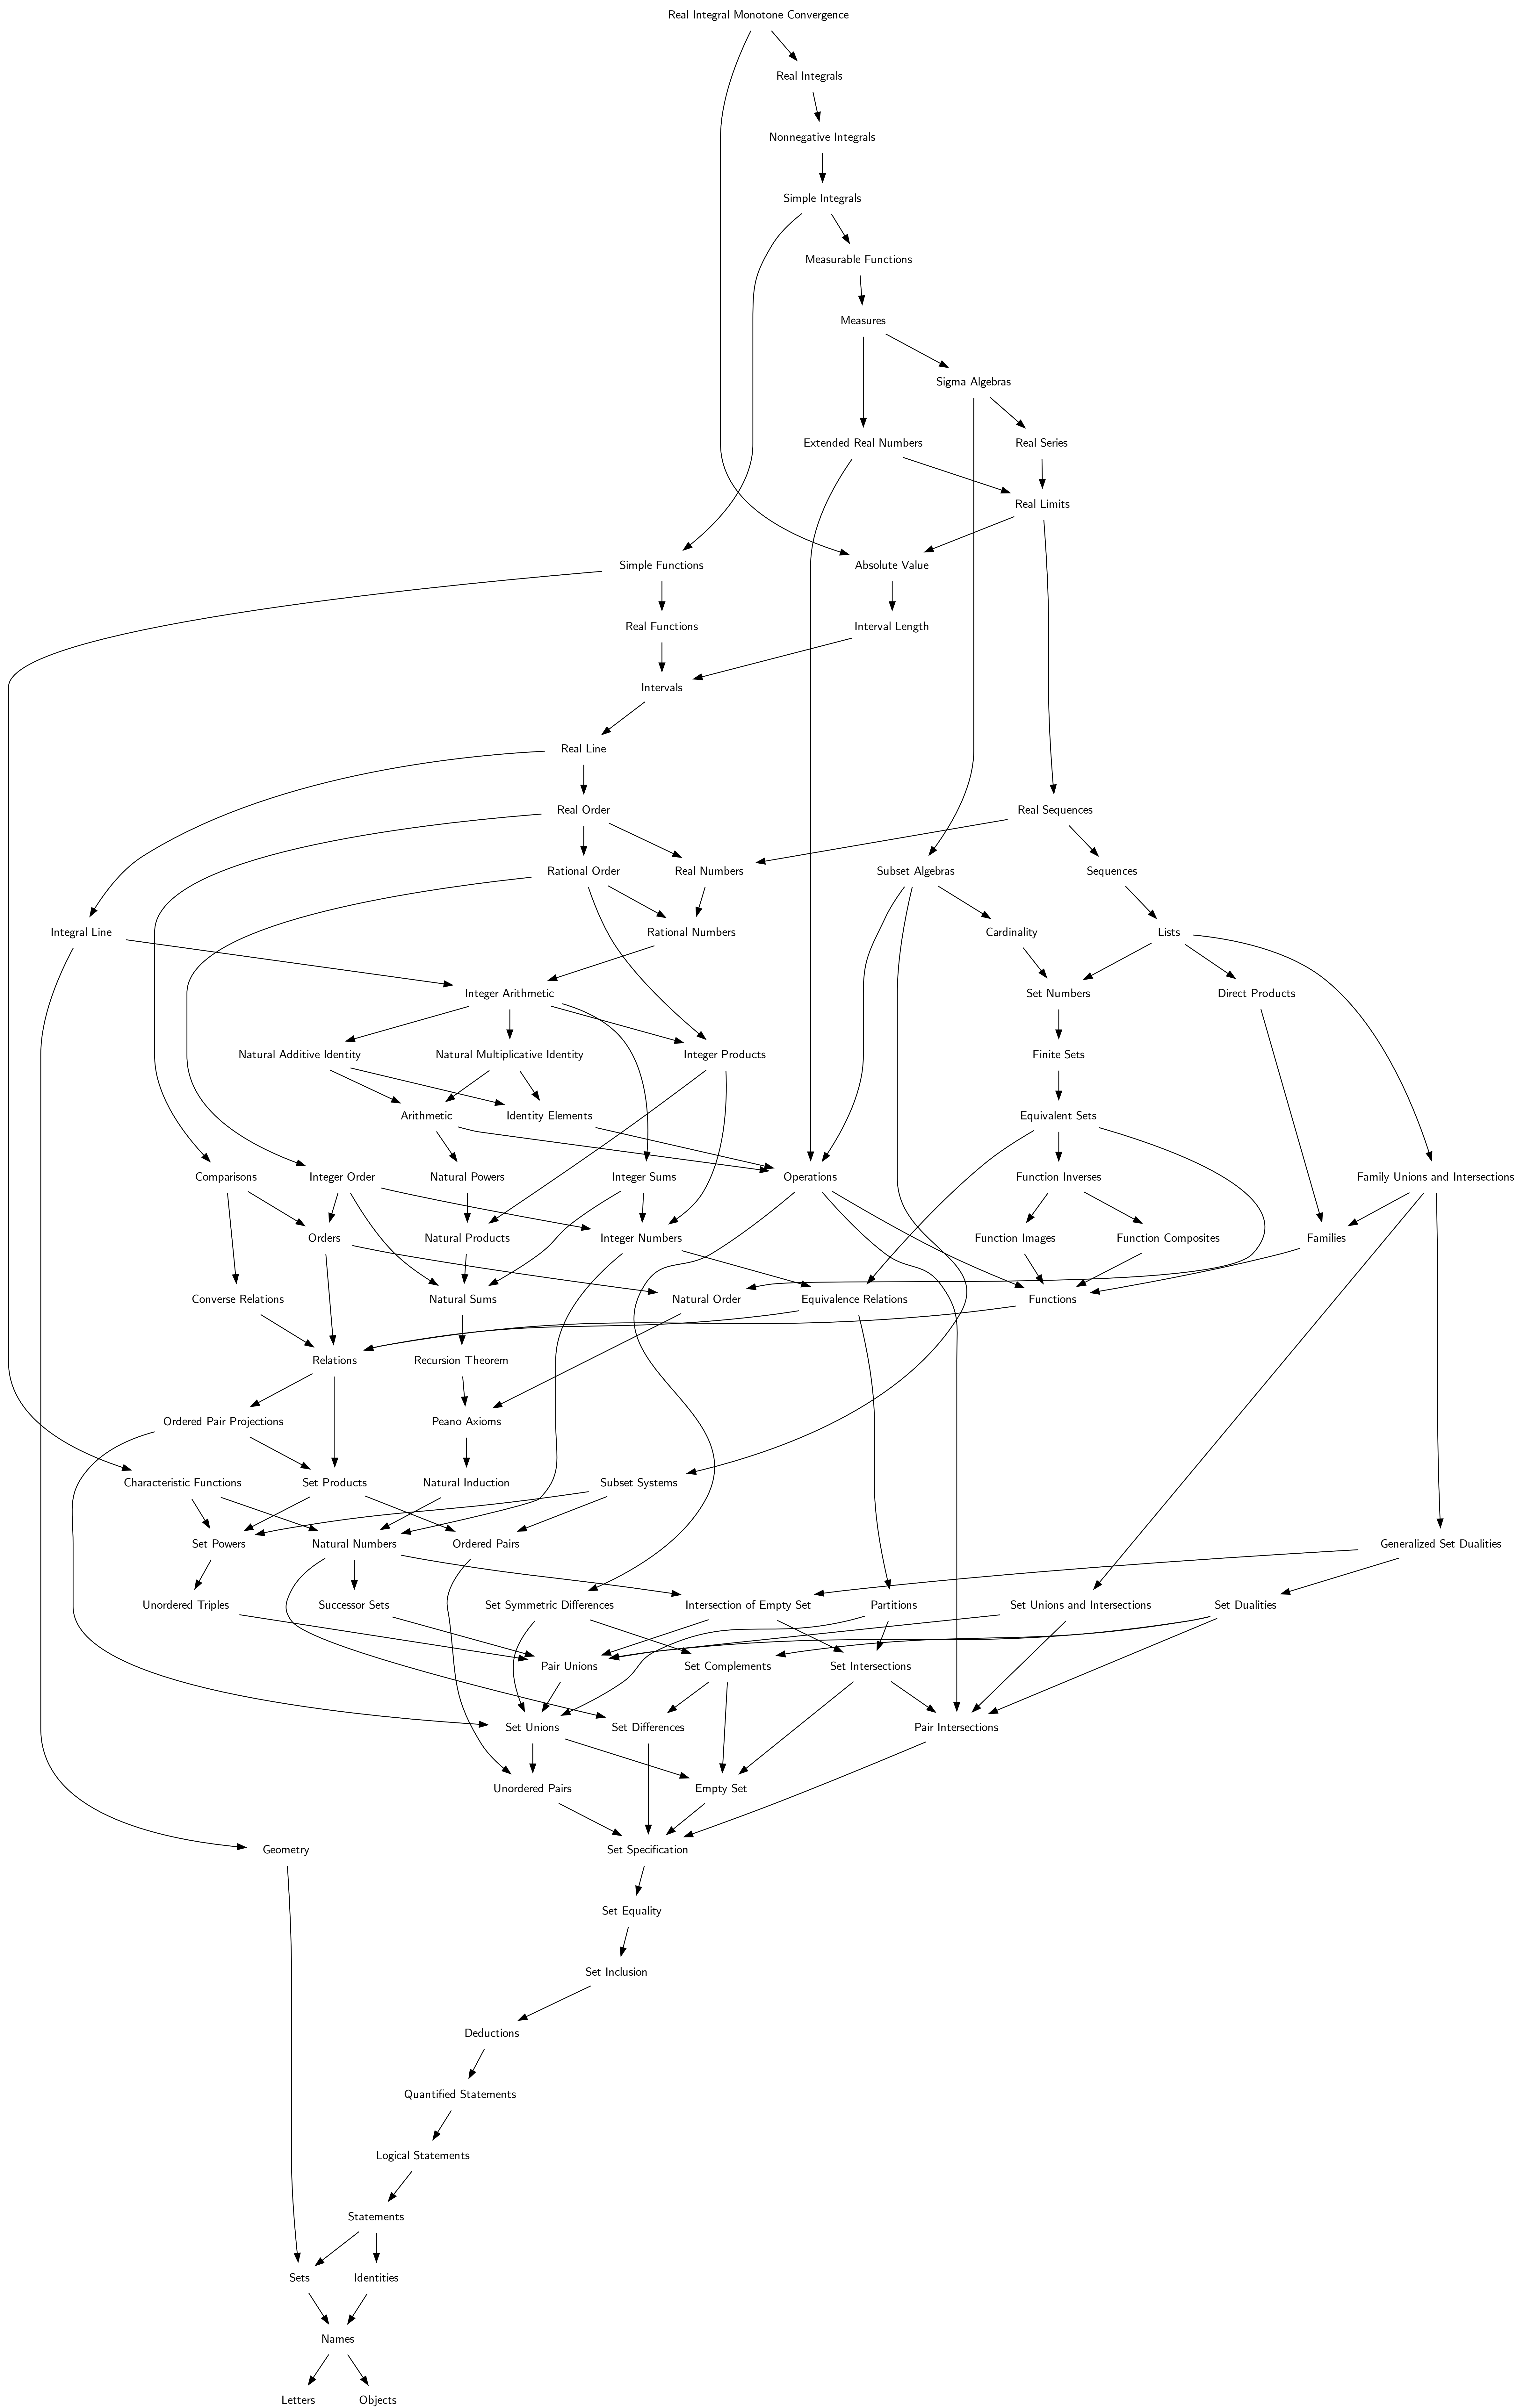 Real Integral Monotone Convergence
Real Integrals
Nonnegative Integrals
Simple Integrals
Measurable Functions
Measures
Sigma Algebras
Extended Real Numbers
Real Series
Real Limits
Simple Functions
Absolute Value
Real Functions
Interval Length
Intervals
Real Line
Real Order
Real Sequences
Rational Order
Real Numbers
Subset Algebras
Sequences
Integral Line
Rational Numbers
Cardinality
Lists
Integer Arithmetic
Set Numbers
Direct Products
Natural Additive Identity
Natural Multiplicative Identity
Integer Products
Finite Sets
Arithmetic
Identity Elements
Equivalent Sets
Comparisons
Integer Order
Natural Powers
Integer Sums
Operations
Function Inverses
Family Unions and Intersections
Orders
Natural Products
Integer Numbers
Function Images
Function Composites
Families
Converse Relations
Natural Sums
Natural Order
Equivalence Relations
Functions
Relations
Recursion Theorem
Ordered Pair Projections
Peano Axioms
Characteristic Functions
Set Products
Natural Induction
Subset Systems
Set Powers
Natural Numbers
Ordered Pairs
Generalized Set Dualities
Unordered Triples
Successor Sets
Set Symmetric Differences
Intersection of Empty Set
Partitions
Set Unions and Intersections
Set Dualities
Pair Unions
Set Complements
Set Intersections
Set Unions
Set Differences
Pair Intersections
Unordered Pairs
Empty Set
Geometry
Set Specification
Set Equality
Set Inclusion
Deductions
Quantified Statements
Logical Statements
Statements
Sets
Identities
Names
Letters
Objects